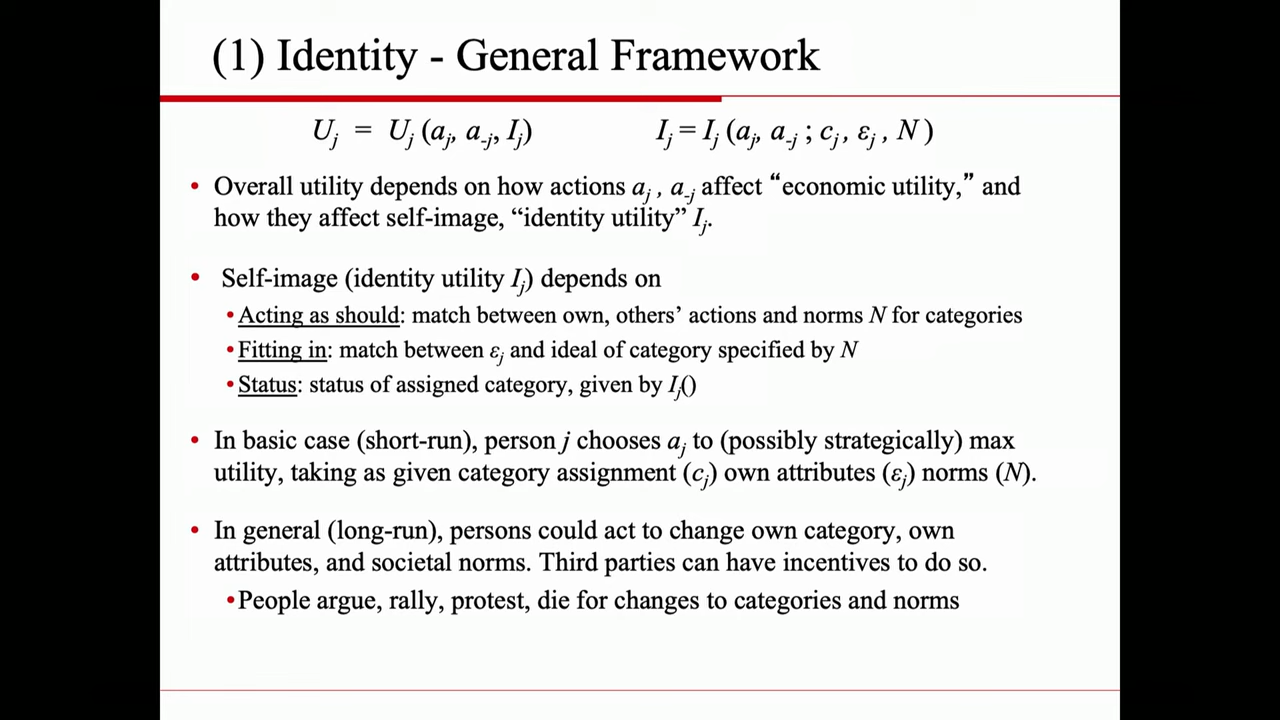 (1) Identity - General Framework
Uj = Uj (aj, a-j, Ij) Ij = Ij (aj, a-j ; cj , εj , N )
• Overall utility depends on how actions aj , a-j affect “economic utility,” and
how they affect self-image, “identity utility” Ij.
• Self-image (identity utility Ij) depends on
• Acting as should: match between own, others’ actions and norms N for categories
• Fitting in: match between εj and ideal of category specified by N
• Status: status of assigned category, given by Ij()
• In basic case (short-run), person j chooses aj to (possibly strategically) max
utility, taking as given category assignment (cj) own attributes (εj) norms (N).
• In general (long-run), persons could act to change own category, own
attributes, and societal norms. Third parties can have incentives to do so.
• People argue, rally, protest, die for changes to categories and norms